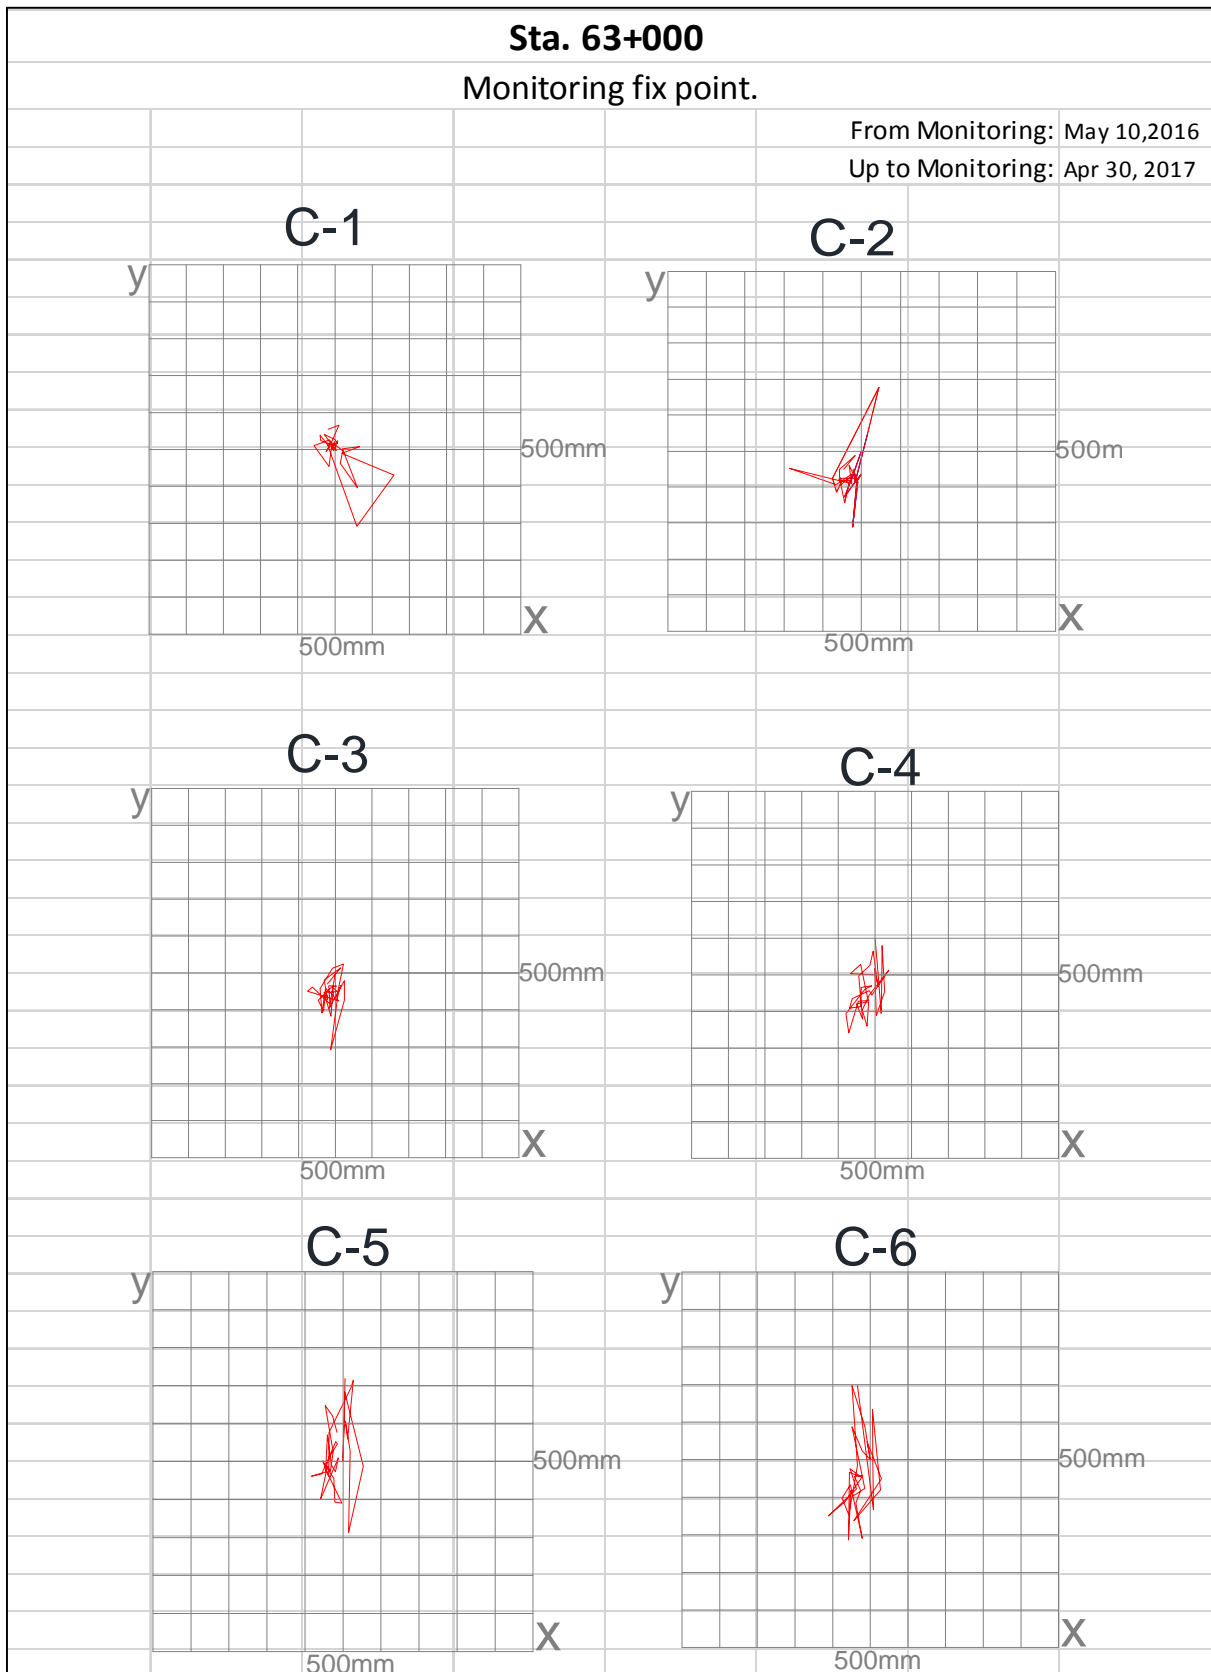 Sta. 63+000
Monitoring fix point.
From Monitoring: May 10,2016
Up to Monitoring: Apr 30, 2017
C-1
y
500mm
X
500mm
C-2
y
500m
X
500mm
C-3
y
500mm
X
500mm
C-4
y
500mm
X
500mm
C-5
y
500mm
X
500mm
C-6
y
500mm
X
500mm